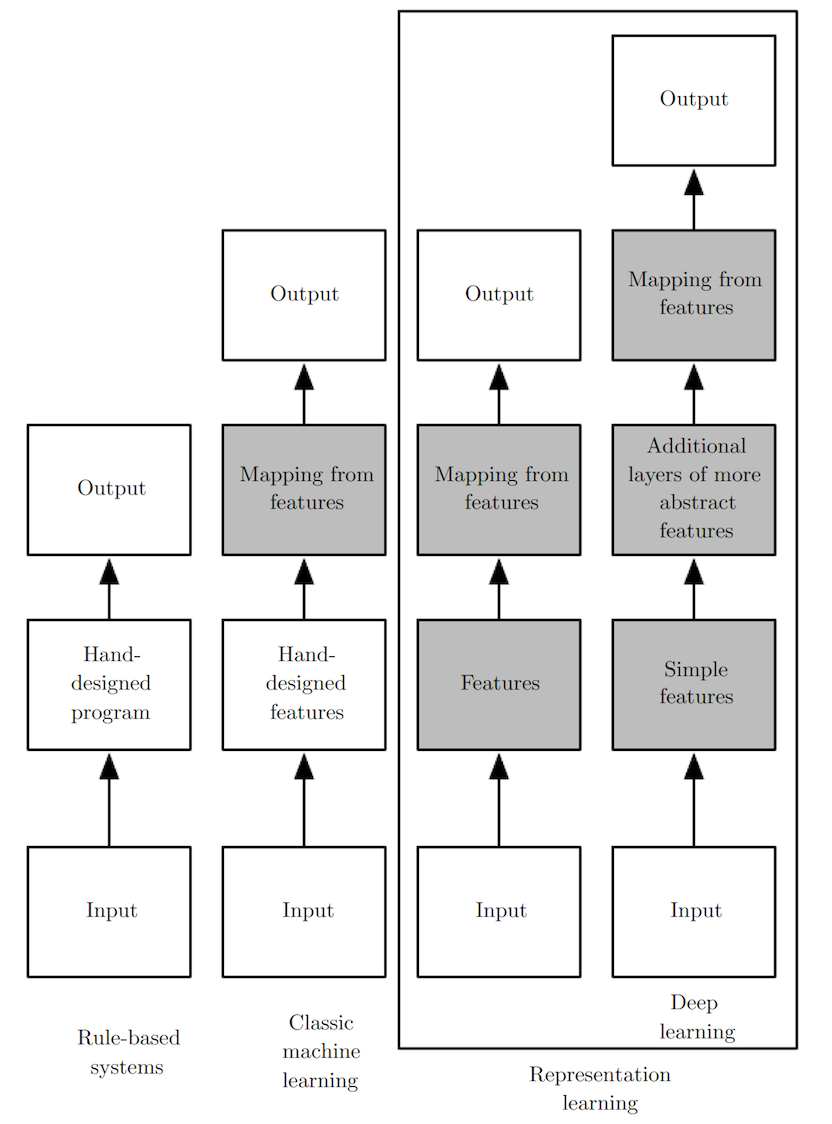 Output
Mapping from
features
Additional
layers of more
abstract
features
Simple
features
Input
Deep
learning
Output
Mapping from
features
Features
Input
Representation
learning
Output
Mapping from
features
Hand-
designed
features
Input
Classic
machine
learning
Output
Hand-
designed
program
Input
Rule-based
systems